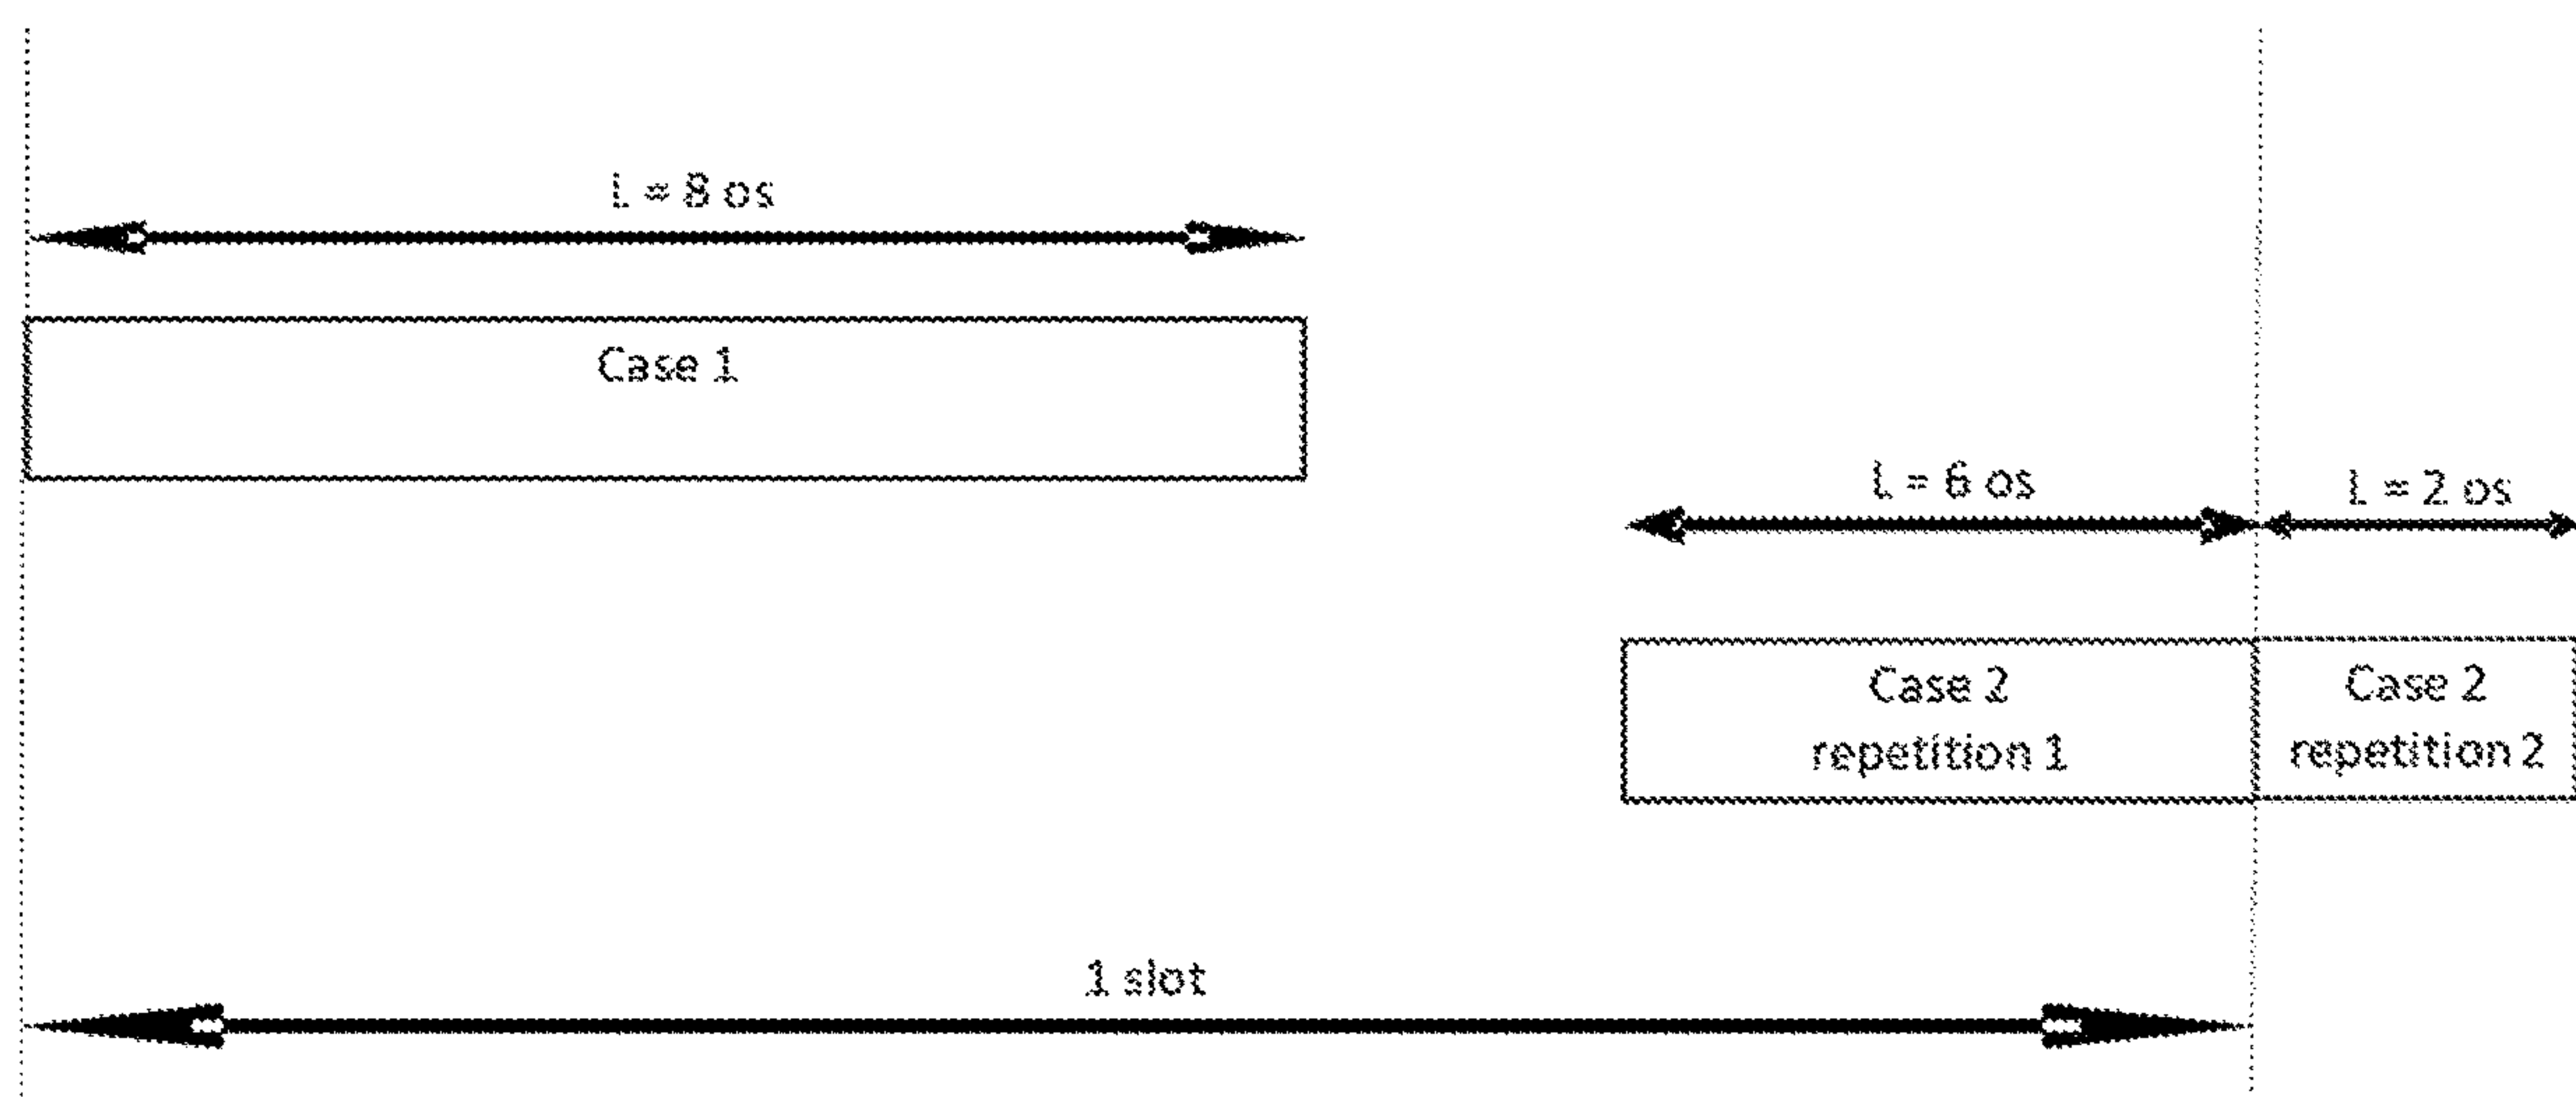 L = 8 os
Case 1
L = 6 os
L = 2 os
Case 2
repetition 1
Case 2
repetition 2
1 slot